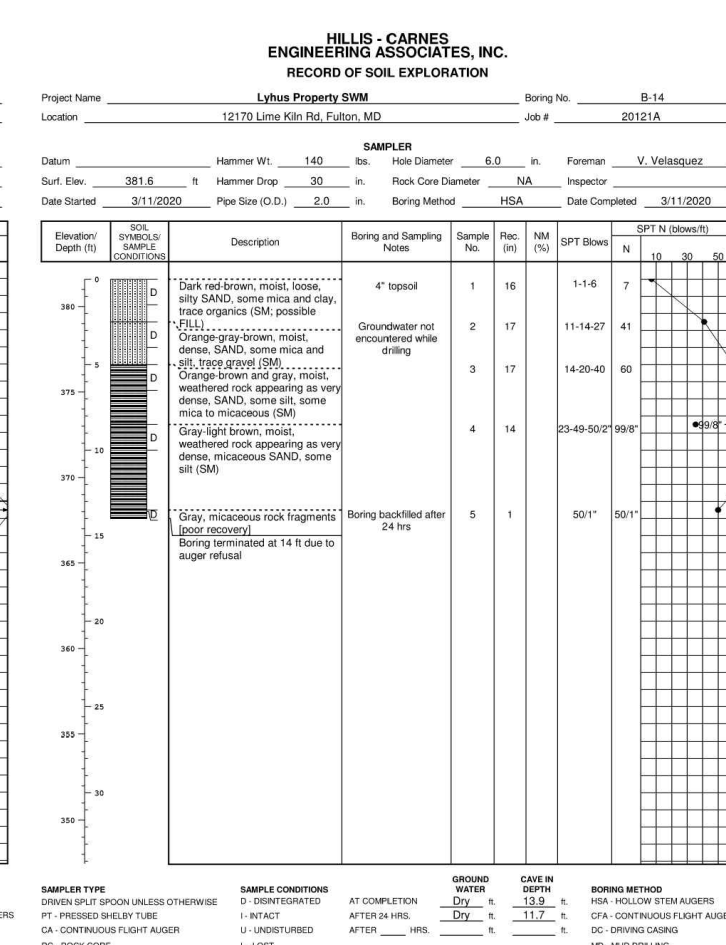 HILLIS - CARNES
ENGINEERING ASSOCIATES, INC.
RECORD OF SOIL EXPLORATION
Project Name Lyhus Property SWM Boring No. B-14
Location 12170 Lime Kiln Rd, Fulton, MD Job # 20121A
SAMPLER
Datum Hammer Wt. 140 lbs. Hole Diameter 6.0 in. Foreman V. Velasquez
Surf. Elev. 381.6 ft Hammer Drop 30 in. Rock Core Diameter NA Inspector
Date Started 3/11/2020 Pipe Size (O.D.) 2.0 in. Boring Method HSA Date Completed 3/11/2020
Elevation/
Depth (ft)
SOIL
SYMBOLS/
SAMPLE
CONDITIONS
Description
Boring and Sampling
Notes
Sample
No.
Rec.
(in)
NM
(%)
SPT Blows
SPT N (blows/ft)
N
10 30 50
0
380
5
375
10
370
15
365
20
360
25
355
30
350
D
D
D
D
D
Dark red-brown, moist, loose,
silty SAND, some mica and clay,
trace organics (SM; possible
FILL)
4" topsoil
1 16 1-1-6 7
Orange-gray-brown, moist,
dense, SAND, some mica and
silt, trace gravel (SM)
Groundwater not
encountered while
drilling
2 17 11-14-27 41
Orange-brown and gray, moist,
weathered rock appearing as very
dense, SAND, some silt, some
mica to micaceous (SM)
3 17 14-20-40 60
Gray-light brown, moist,
weathered rock appearing as very
dense, micaceous SAND, some
silt (SM)
4 14 23-49-50/2" 99/8"
99/8"
Gray, micaceous rock fragments
[poor recovery]
Boring backfilled after
24 hrs
5 1 50/1" 50/1"
Boring terminated at 14 ft due to
auger refusal
SAMPLER TYPE
DRIVEN SPLIT SPOON UNLESS OTHERWISE
PT - PRESSED SHELBY TUBE
CA - CONTINUOUS FLIGHT AUGER
SAMPLE CONDITIONS
D - DISINTEGRATED
I - INTACT
U - UNDISTURBED
GROUND
WATER
CAVE IN
DEPTH
AT COMPLETION Dry ft. 13.9 ft.
AFTER 24 HRS. Dry ft. 11.7 ft.
AFTER HRS. ft. ft.
BORING METHOD
HSA - HOLLOW STEM AUGERS
CFA - CONTINUOUS FLIGHT AUGE
DC - DRIVING CASING
ERS